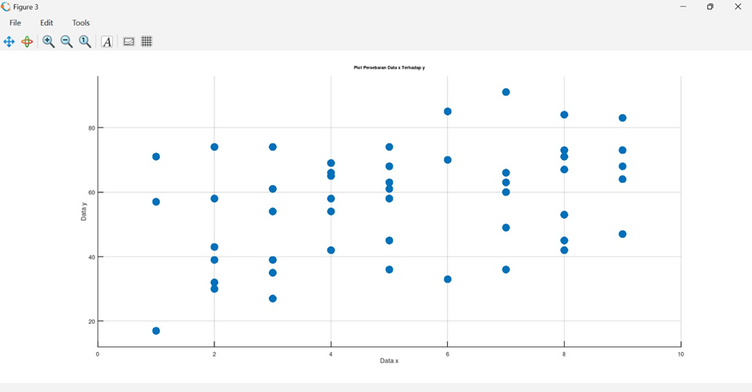 Figure 3
File Edit Tools
1 A
Plot Persebaran Data x Terhadap y
80
60
40
20
Data y
0 2 4 6 8 10
Data x